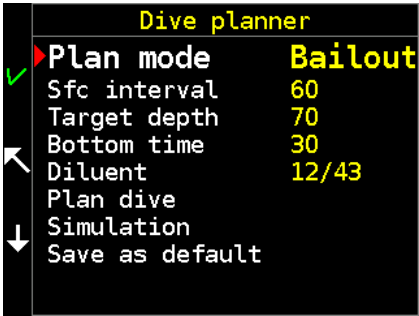 Dive planner
Plan mode Bailout
Sfc interval 60
Target depth 70
Bottom time 30
Diluent 12/43
Plan dive
Simulation
Save as default